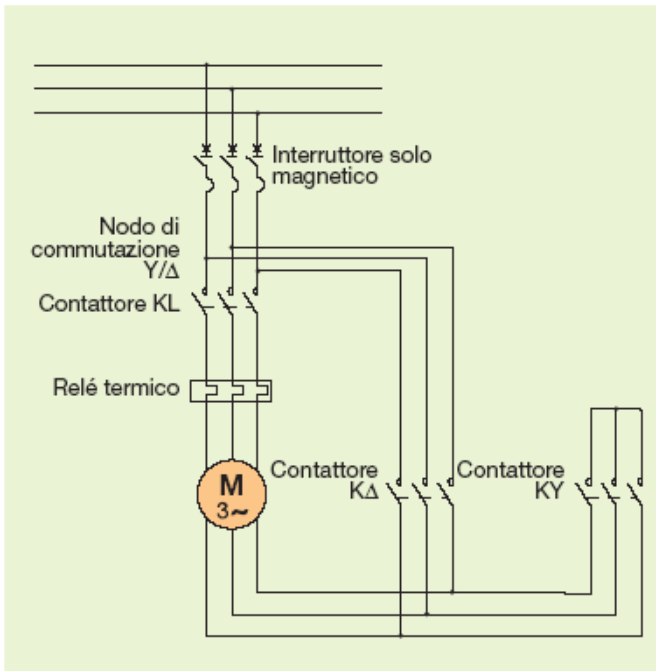 Interruttore solo
magnetico
Nodo di
commutazione
Y/Δ
Contattore KL
Relé termico
M
3~
Contattore
KΔ
Contattore
KY